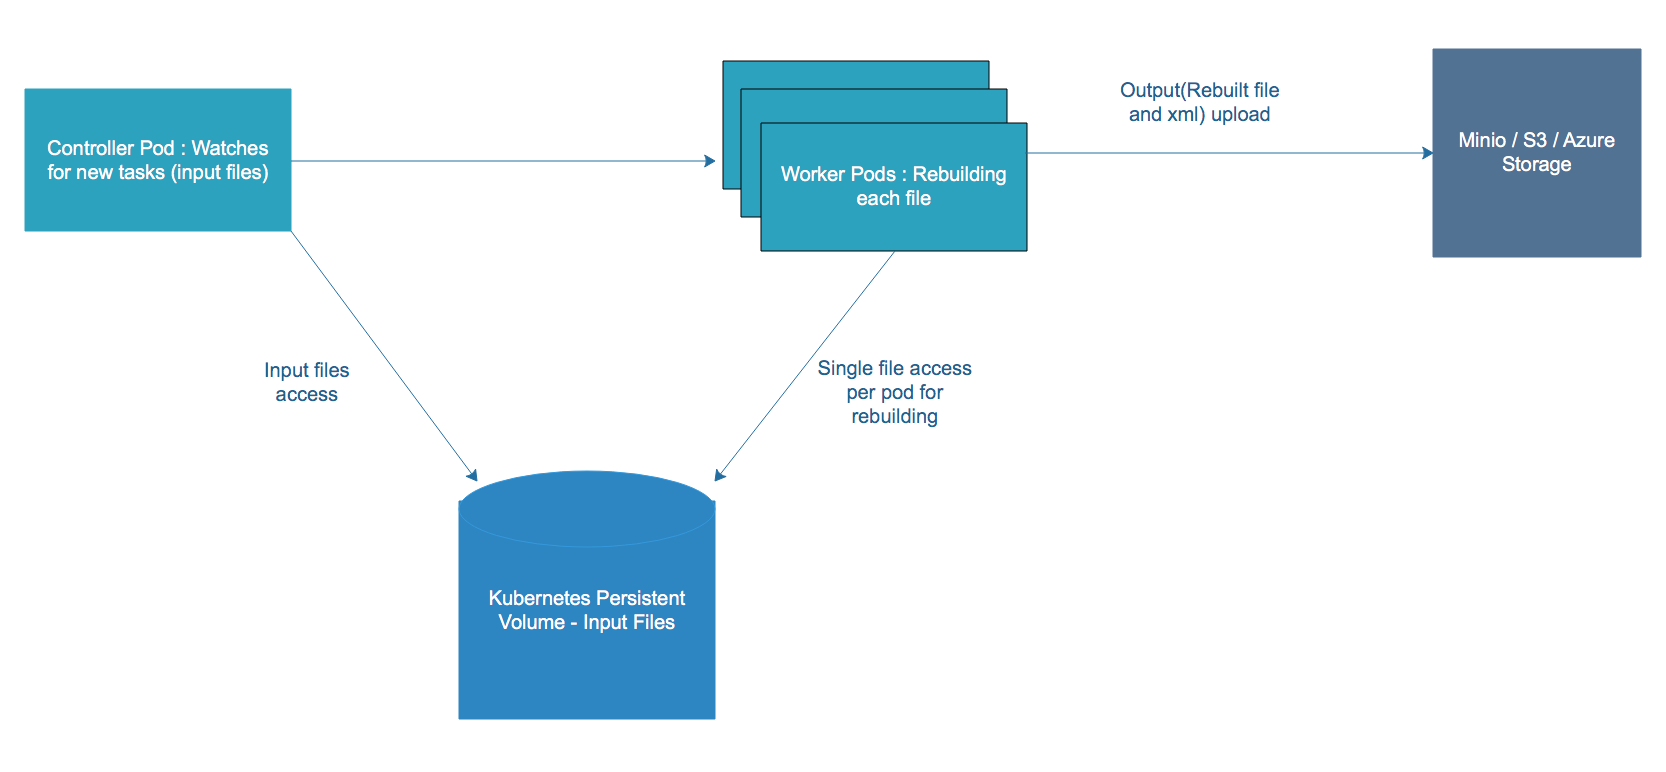 Controller Pod : Watches
for new tasks (input files)
Worker Pods : Rebuilding
each file
Output(Rebuilt file
and xml) upload
Minio / S3 / Azure
Storage
Input files
access
Single file access
per pod for
rebuilding
Kubernetes Persistent
Volume - Input Files